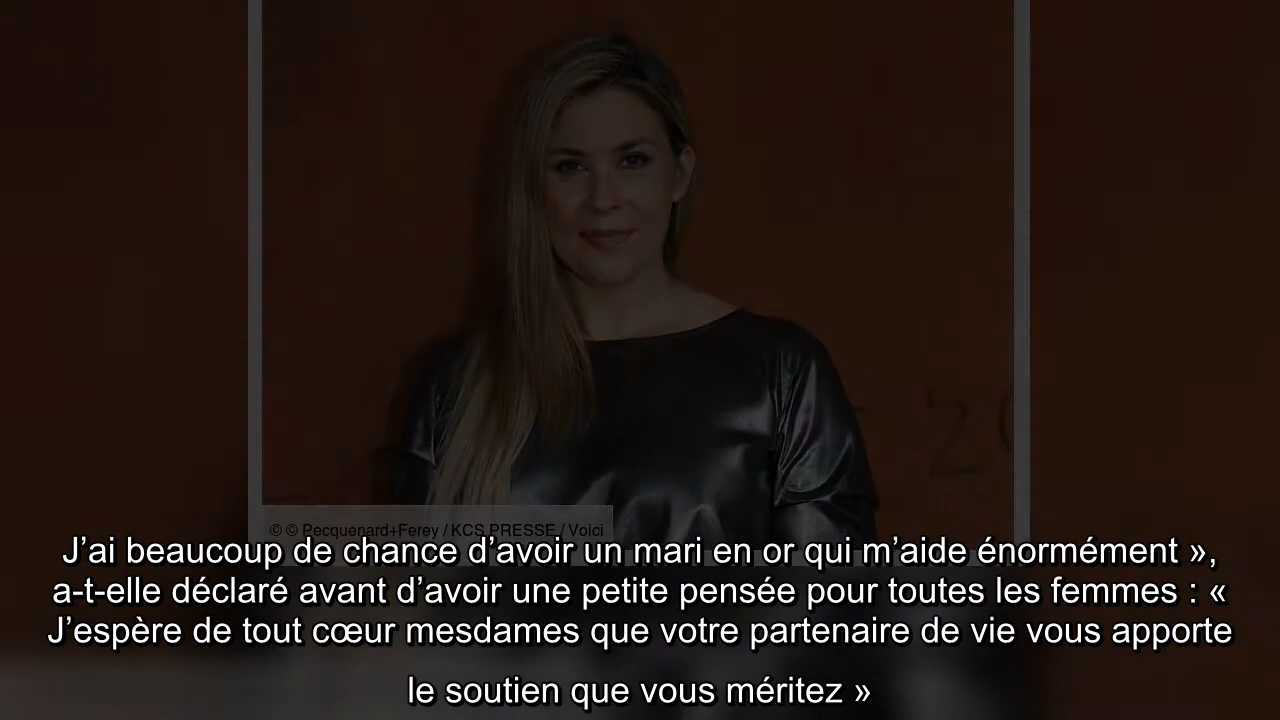 © © Pecquenard+Ferey / KCS PRESSE / Voici
J’ai beaucoup de chance d’avoir un mari en or qui m’aide énormément »,
a-t-elle déclaré avant d’avoir une petite pensée pour toutes les femmes : «
J’espère de tout cœur mesdames que votre partenaire de vie vous apporte
le soutien que vous méritez »